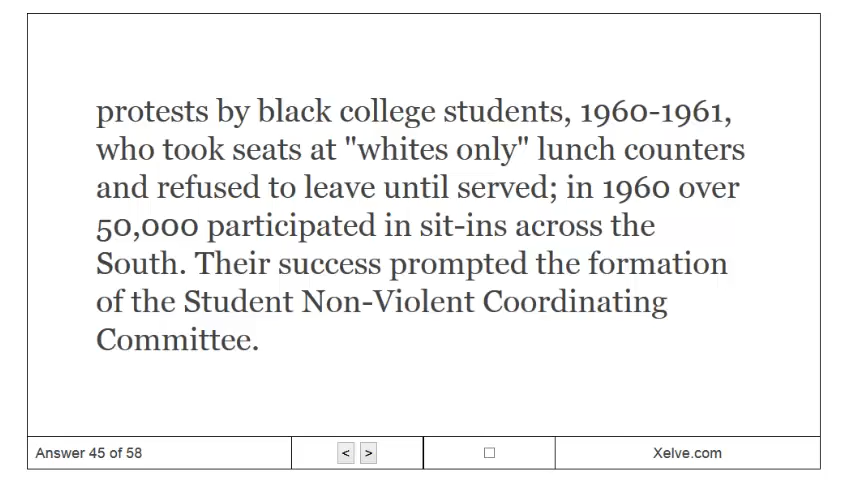 protests by black college students, 1960-1961,
who took seats at "whites only" lunch counters
and refused to leave until served; in 1960 over
50,000 participated in sit-ins across the
South. Their success prompted the formation
of the Student Non-Violent Coordinating
Committee.
Answer 45 of 58 < > Xelve.com